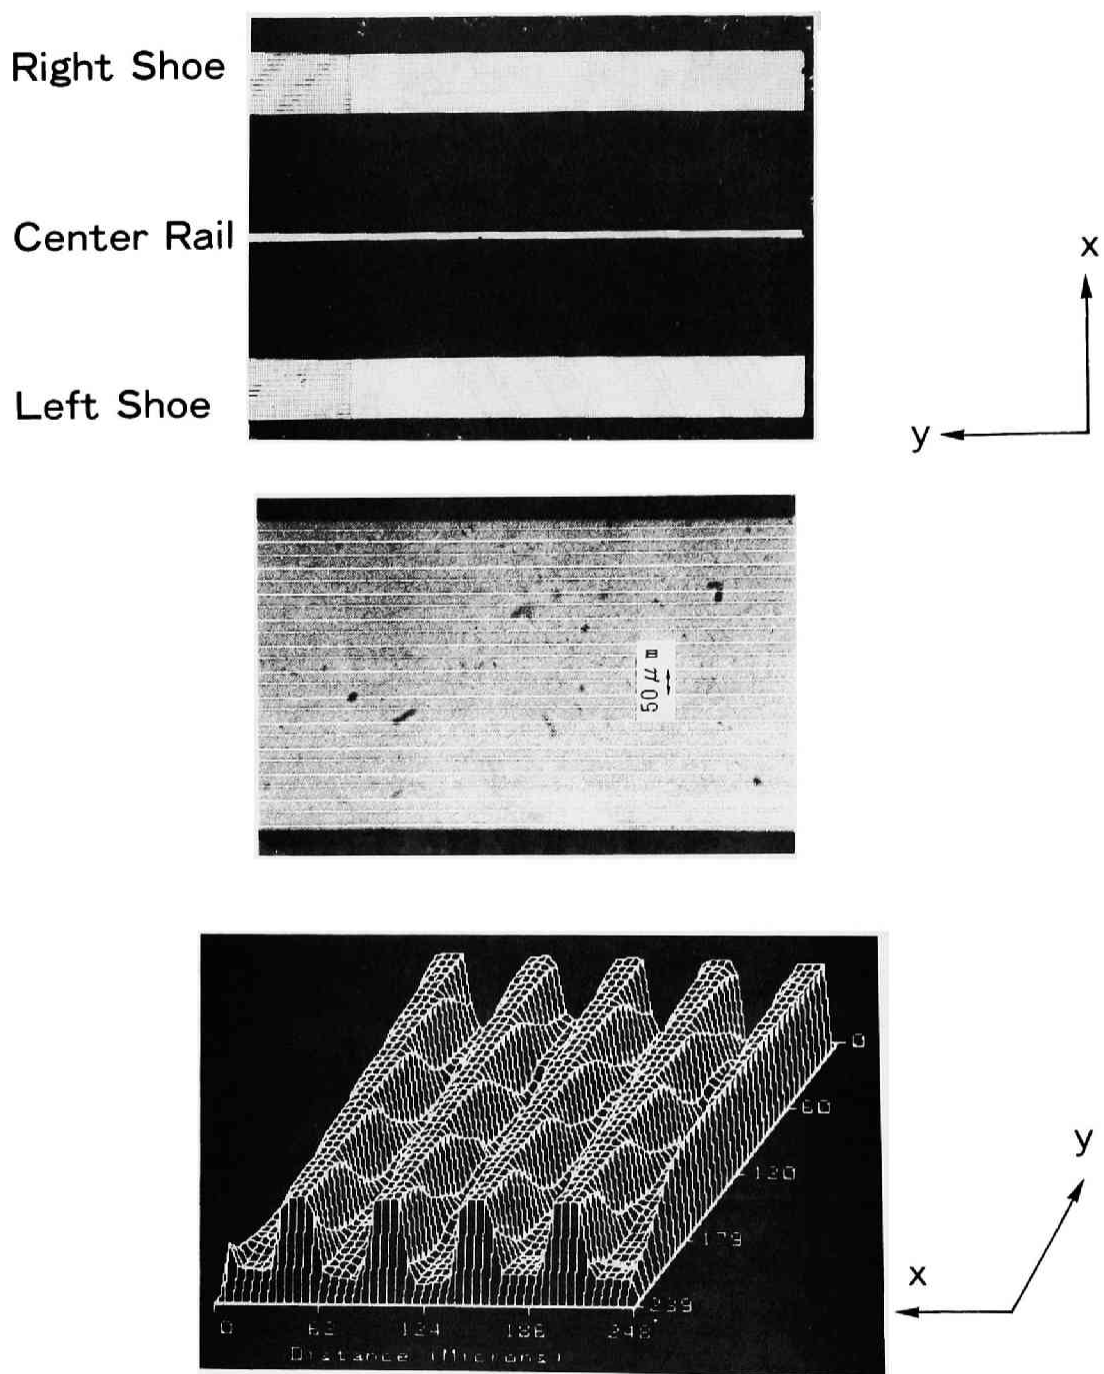 Right Shoe
Center Rail
Left Shoe
x
y
50 μm
0
60
120
179
239
y
x
0 62 124 186 248
Distance (Microns)